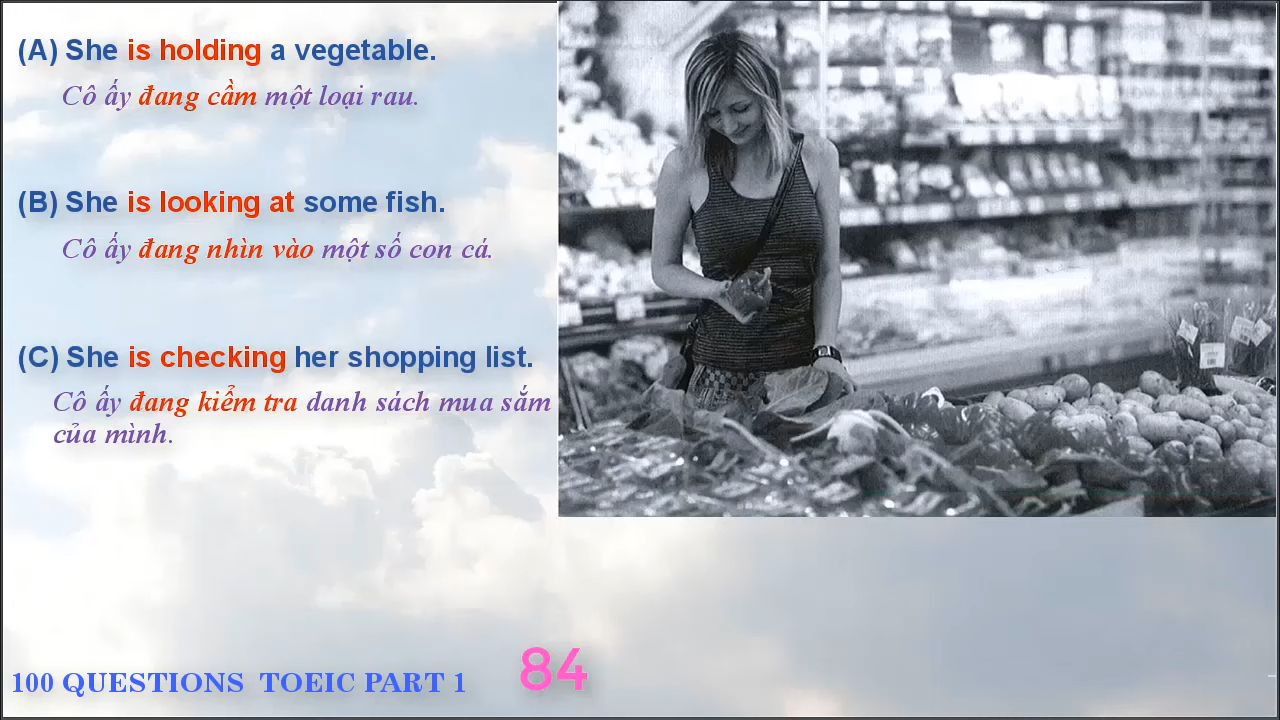 (A) She is holding a vegetable.
Cô ấy đang cầm một loại rau.
(B) She is looking at some fish.
Cô ấy đang nhìn vào một số con cá.
(C) She is checking her shopping list.
Cô ấy đang kiểm tra danh sách mua sắm
của mình.
100 QUESTIONS TOEIC PART 1
84